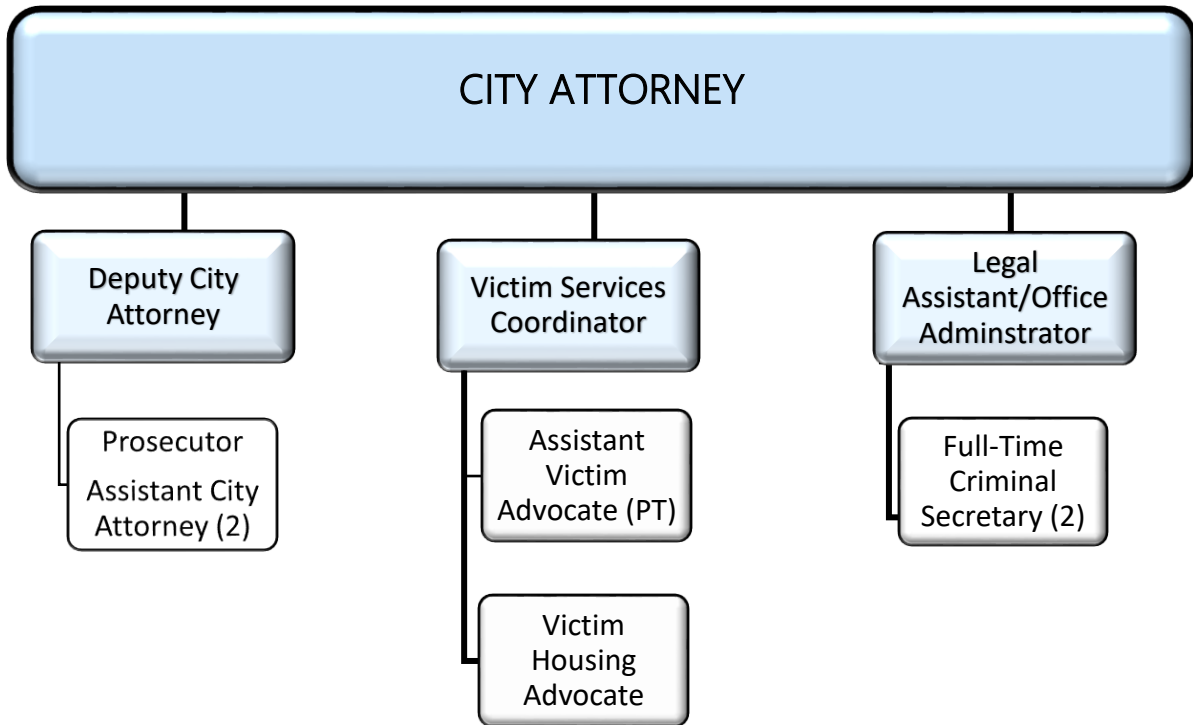 CITY ATTORNEY
Deputy City
Attorney
Victim Services
Coordinator
Legal
Assistant/Office
Adminstrator
Prosecutor
Assistant City
Attorney (2)
Assistant
Victim
Advocate (PT)
Full-Time
Criminal
Secretary (2)
Victim
Housing
Advocate